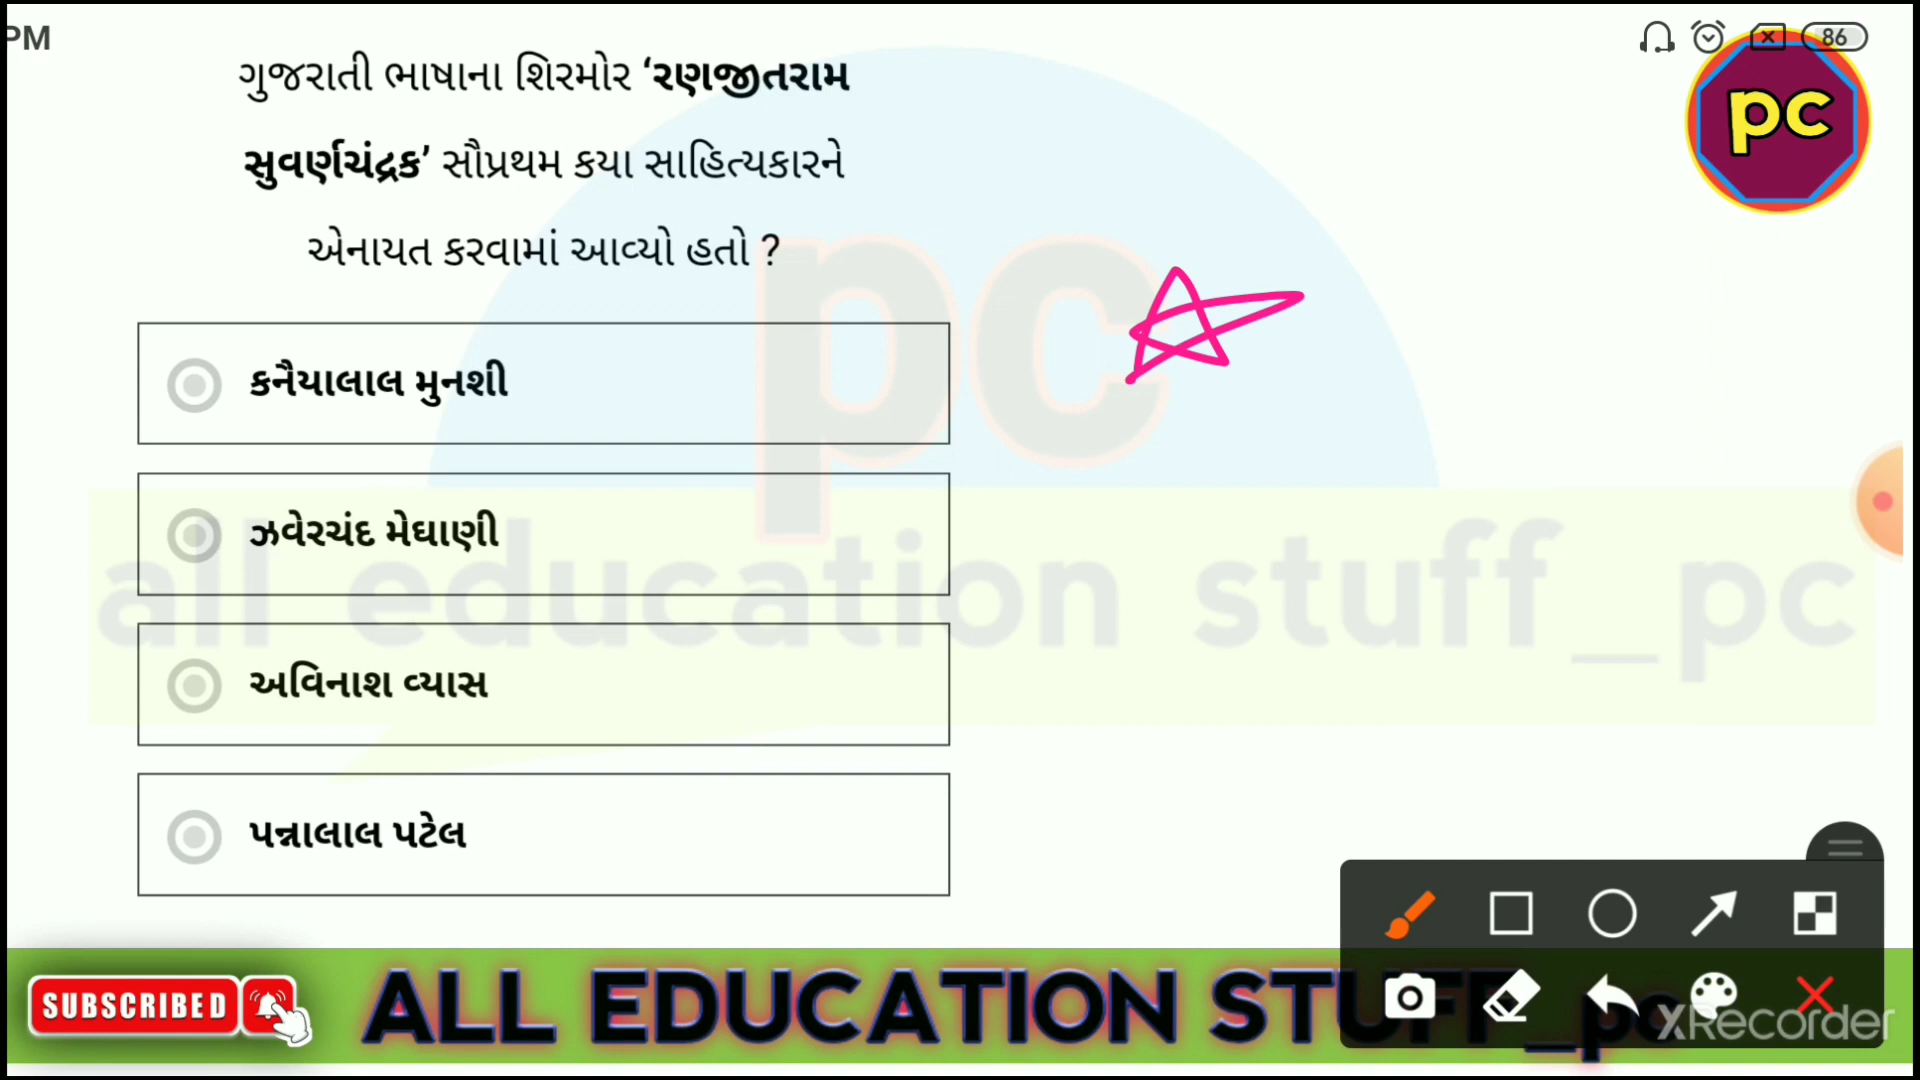 PM
86
pc
ગુજરાતી ભાષાના શિરમોર ‘રણજીતરામ
સુવર્ણચંદ્રક’ સૌપ્રથમ કયા સાહિત્યકારને
એનાયત કરવામાં આવ્યો હતો ?
કનૈયાલાલ મુનશી
ઝવેરચંદ મેઘાણી
અવિનાશ વ્યાસ
પન્નાલાલ પટેલ
pc
all education stuff_pc
SUBSCRIBED
ALL EDUCATION STUFF_pc
XRecorder